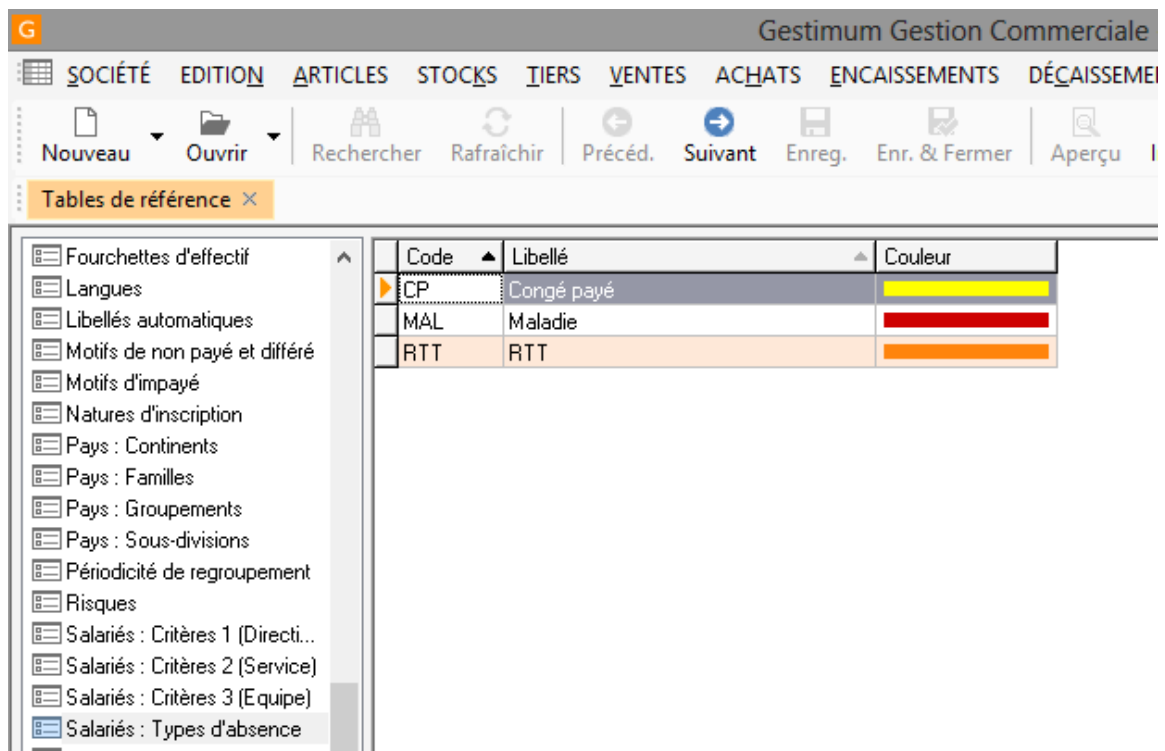 G Gestimum Gestion Commerciale
SOCIÉTÉ EDITION ARTICLES STOCKS TIERS VENTES ACHATS ENCAISSEMENTS DÉCAISSEME
Nouveau Ouvrir Rechercher Rafraîchir Précéd. Suivant Enreg. Enr. & Fermer Aperçu I
Tables de référence ×
Fourchettes d'effectif
Langues
Libellés automatiques
Motifs de non payé et différé
Motifs d'impayé
Natures d'inscription
Pays : Continents
Pays : Familles
Pays : Groupements
Pays : Sous-divisions
Périodicité de regroupement
Risques
Salariés : Critères 1 (Directi...
Salariés : Critères 2 (Service)
Salariés : Critères 3 (Equipe)
Salariés : Types d'absence
Code Libellé Couleur
CP Congé payé
MAL Maladie
RTT RTT